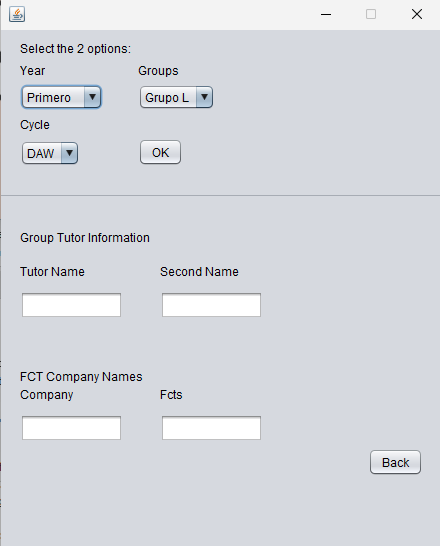 Select the 2 options:
Year Groups
Primero Grupo L
Cycle
DAW OK
Group Tutor Information
Tutor Name Second Name
FCT Company Names
Company Fcts
Back